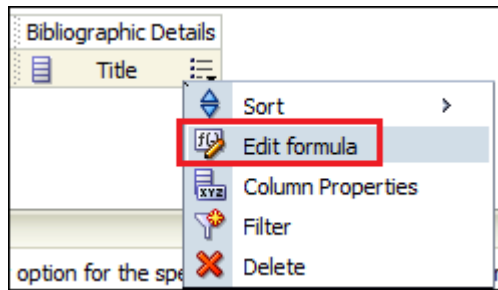 Bibliographic Details
Title
Sort
Edit formula
Column Properties
Filter
Delete
option for the spe